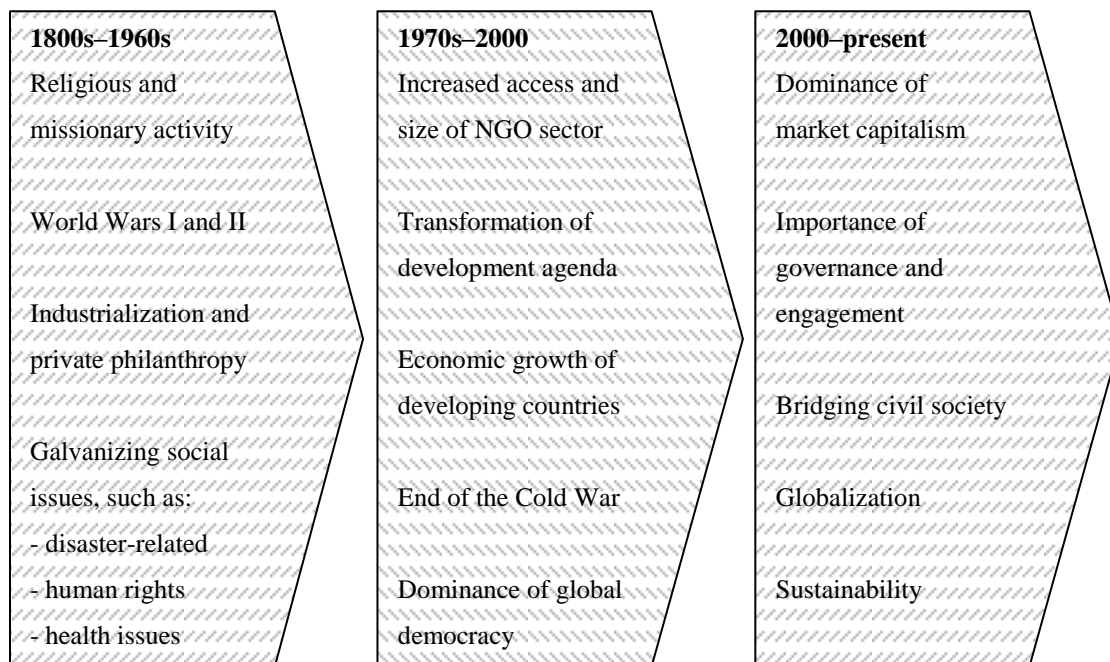 1800s–1960s
Religious and
missionary activity
World Wars I and II
Industrialization and
private philanthropy
Galvanizing social
issues, such as:
- disaster-related
- human rights
- health issues
1970s–2000
Increased access and
size of NGO sector
Transformation of
development agenda
Economic growth of
developing countries
End of the Cold War
Dominance of global
democracy
2000–present
Dominance of
market capitalism
Importance of
governance and
engagement
Bridging civil society
Globalization
Sustainability